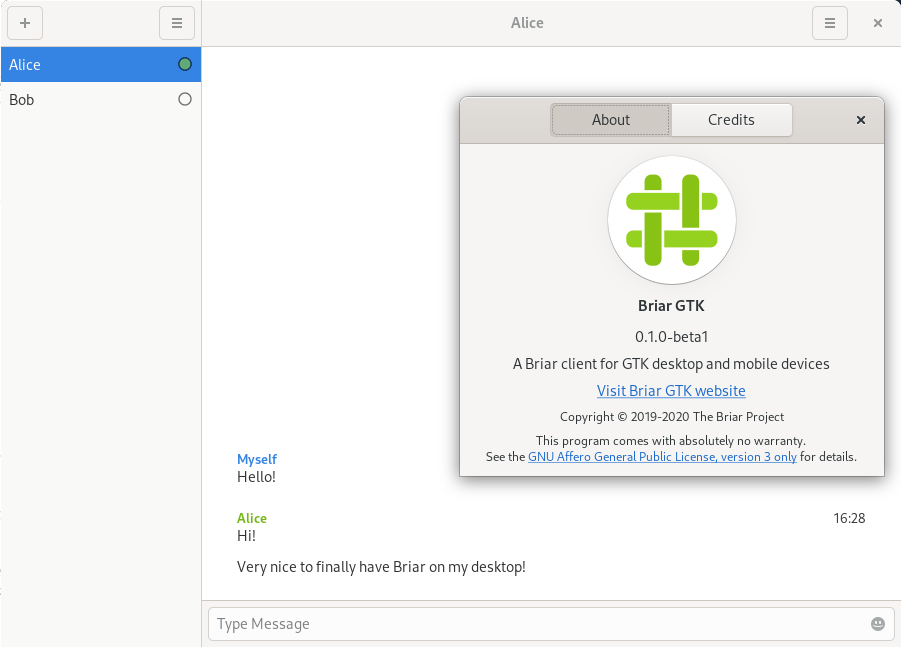 Alice
Alice
Bob
About
Credits
Briar GTK
0.1.0-beta1
A Briar client for GTK desktop and mobile devices
Visit Briar GTK website
Copyright © 2019-2020 The Briar Project
This program comes with absolutely no warranty.
See the GNU Affero General Public License, version 3 only for details.
Myself
Hello!
Alice 16:28
Hi!
Very nice to finally have Briar on my desktop!
Type Message